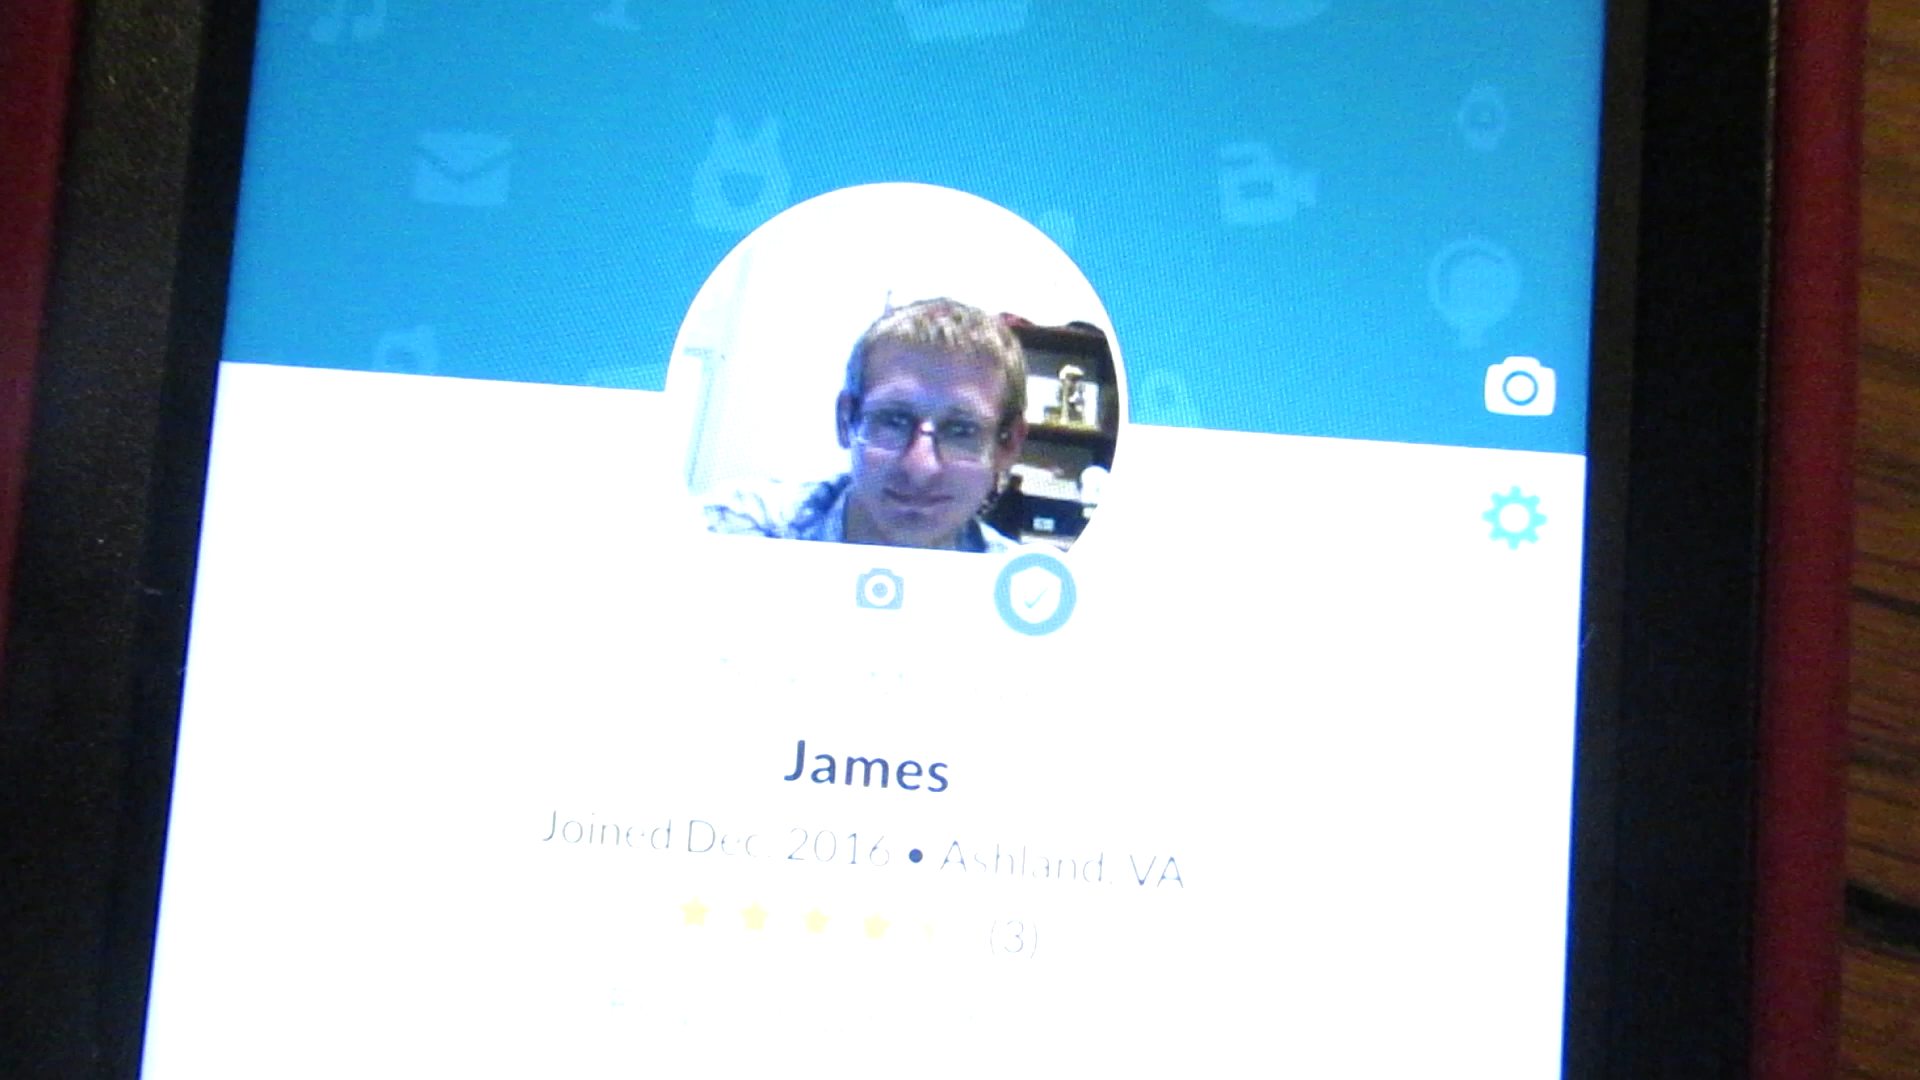 James
Joined Dec. 2016 • Ashland, VA
(3)